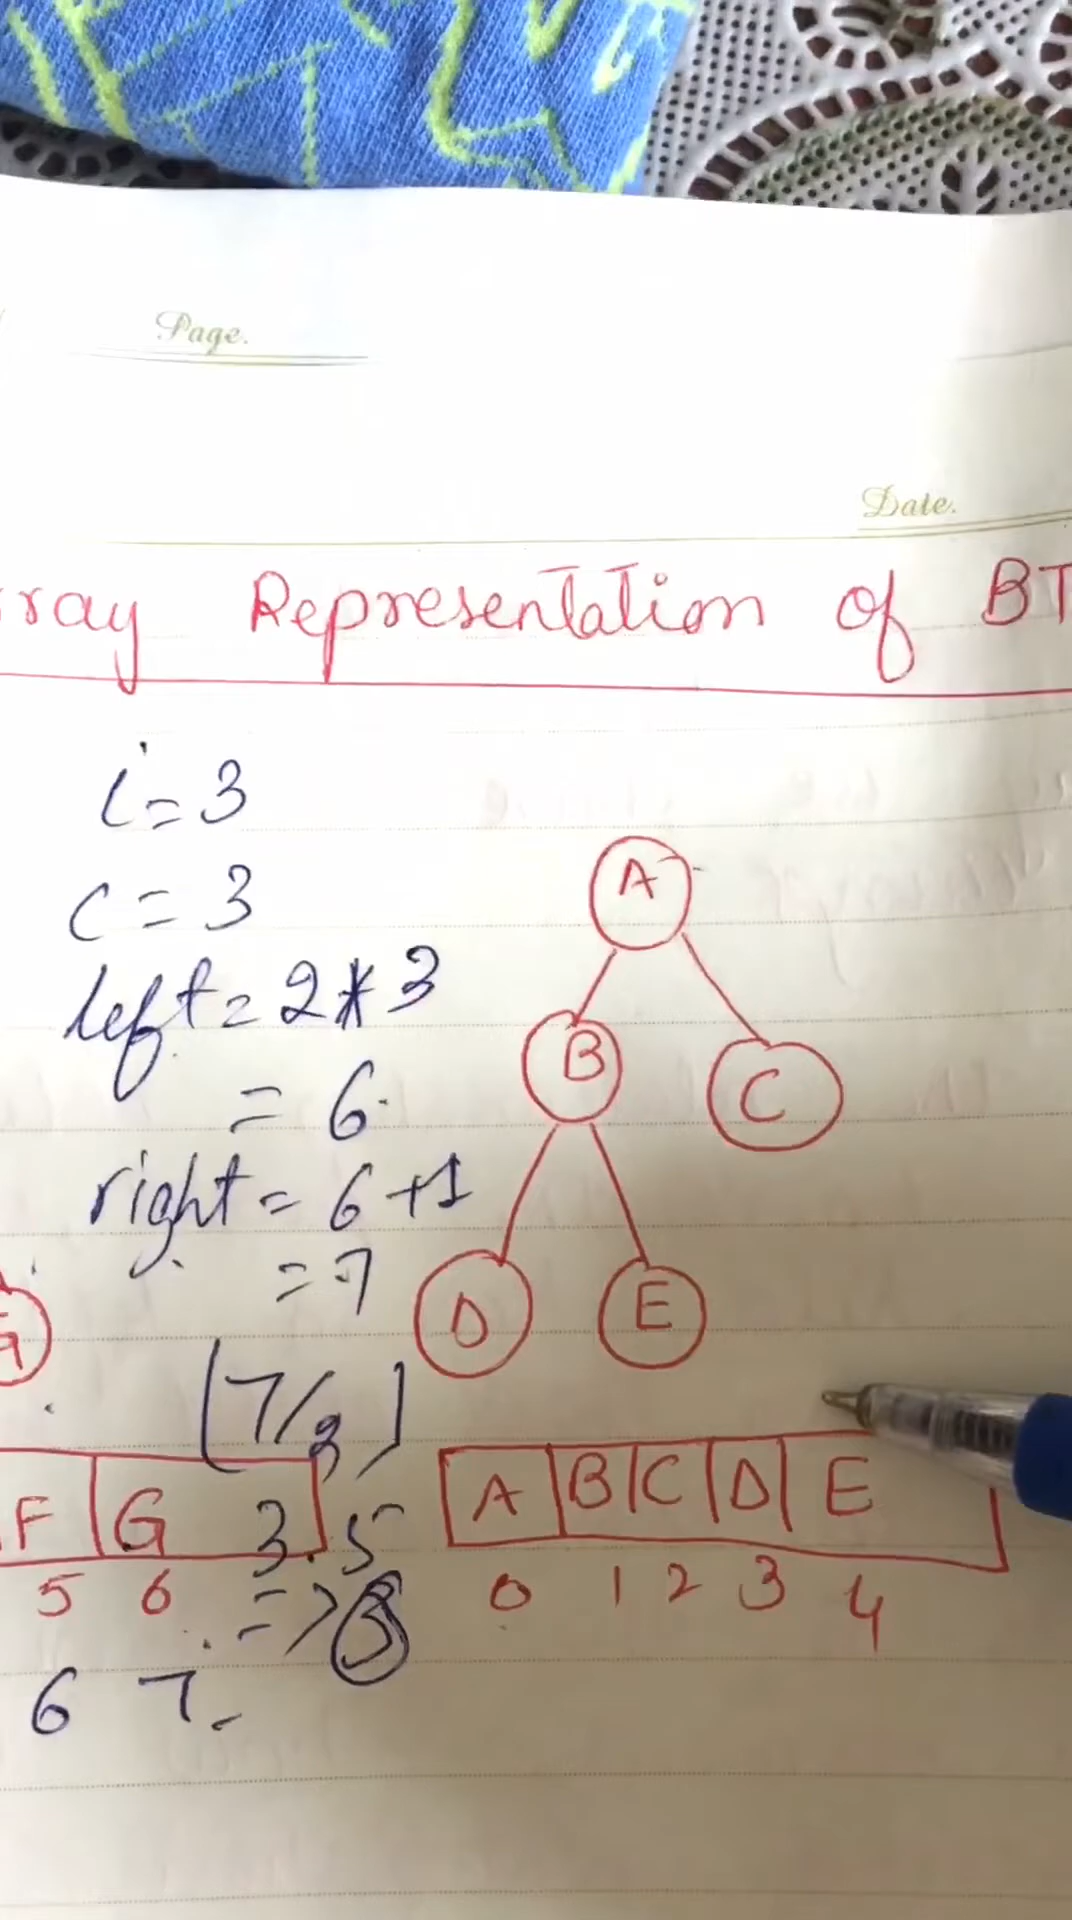 Page.
Date.
rray Representation of BT
i = 3
C = 3
left = 2 * 3
= 6
right = 6 + 1
= 7
[7/2]
3.5
=> 3
A
B C
D E
G
F G
5 6
6 7
A B C D E
0 1 2 3 4